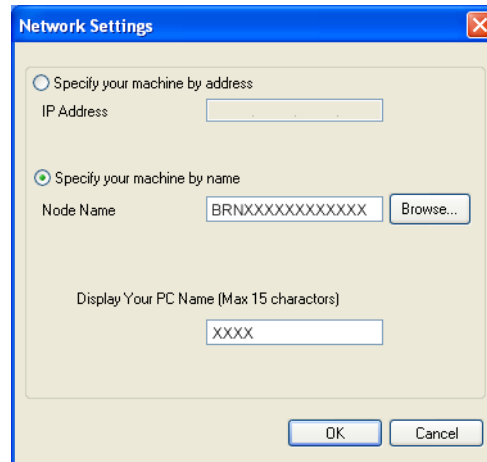 Network Settings
Specify your machine by address
IP Address
Specify your machine by name
Node Name BRNXXXXXXXXXXXX Browse...
Display Your PC Name (Max 15 charactors)
XXXX
OK Cancel